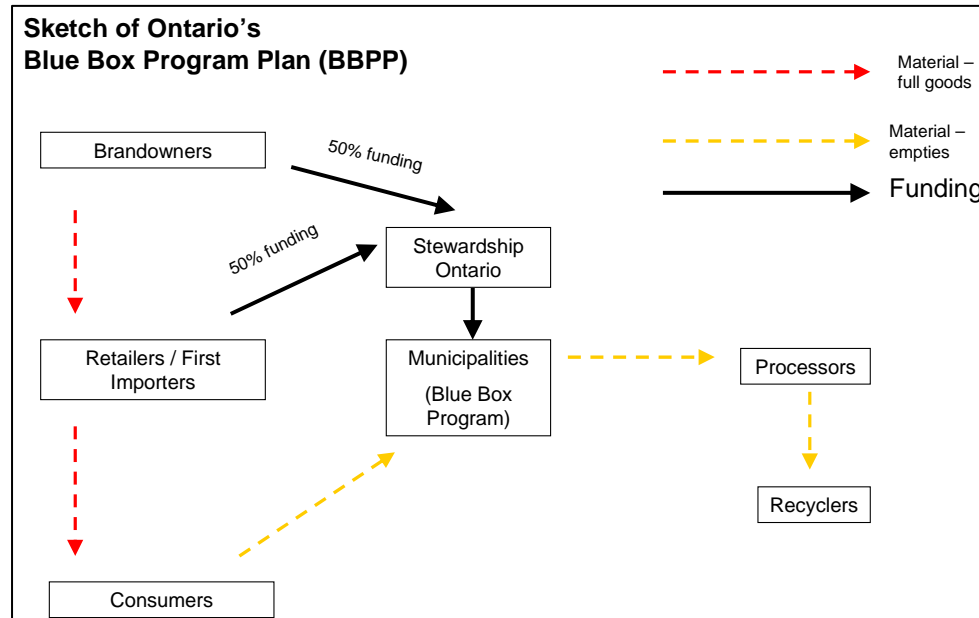 Sketch of Ontario’s
Blue Box Program Plan (BBPP)
Material –
full goods
Material –
empties
Funding
Brandowners
50% funding
50% funding
Stewardship
Ontario
Retailers / First
Importers
Municipalities
(Blue Box
Program)
Processors
Recyclers
Consumers